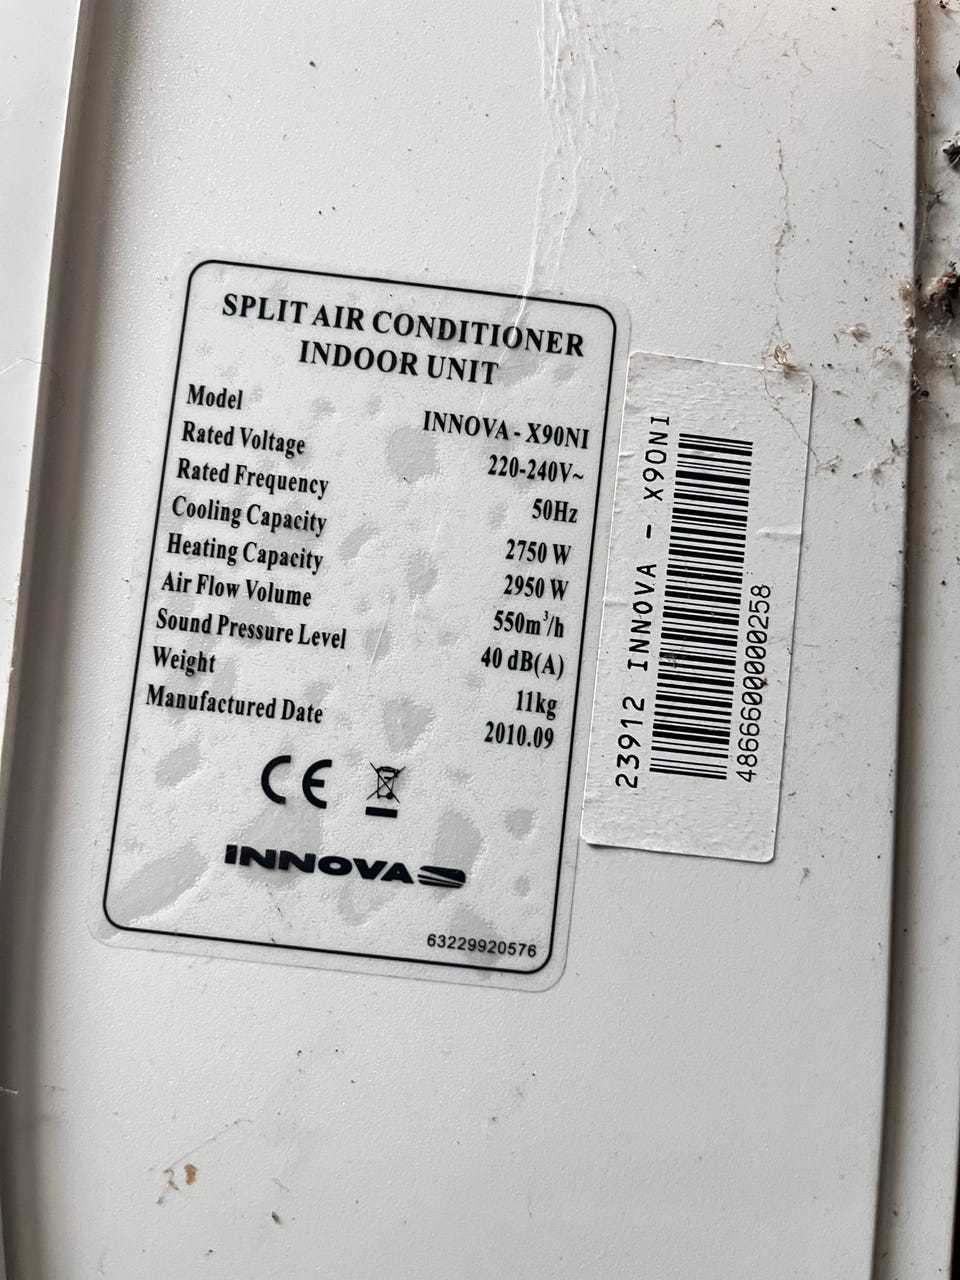 SPLIT AIR CONDITIONER
INDOOR UNIT
Model INNOVA - X90NI
Rated Voltage 220-240V~
Rated Frequency 50Hz
Cooling Capacity 2750 W
Heating Capacity 2950 W
Air Flow Volume 550m³/h
Sound Pressure Level 40 dB(A)
Weight 11kg
Manufactured Date 2010.09
CE
INNOVA
63229920576
23912 INNOVA - X90NI
4866600000258